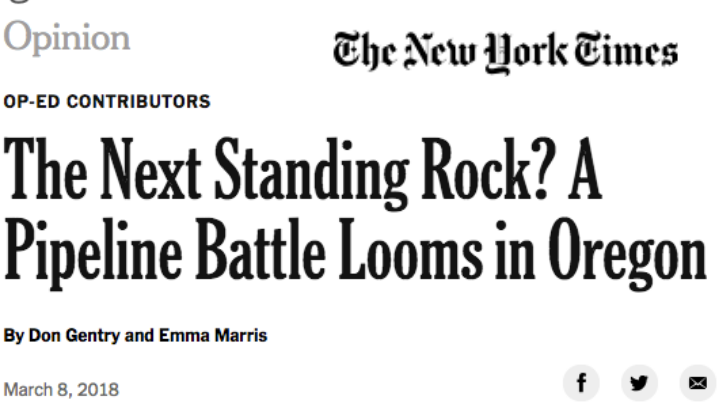 Opinion
The New York Times
OP-ED CONTRIBUTORS
The Next Standing Rock? A
Pipeline Battle Looms in Oregon
By Don Gentry and Emma Marris
March 8, 2018